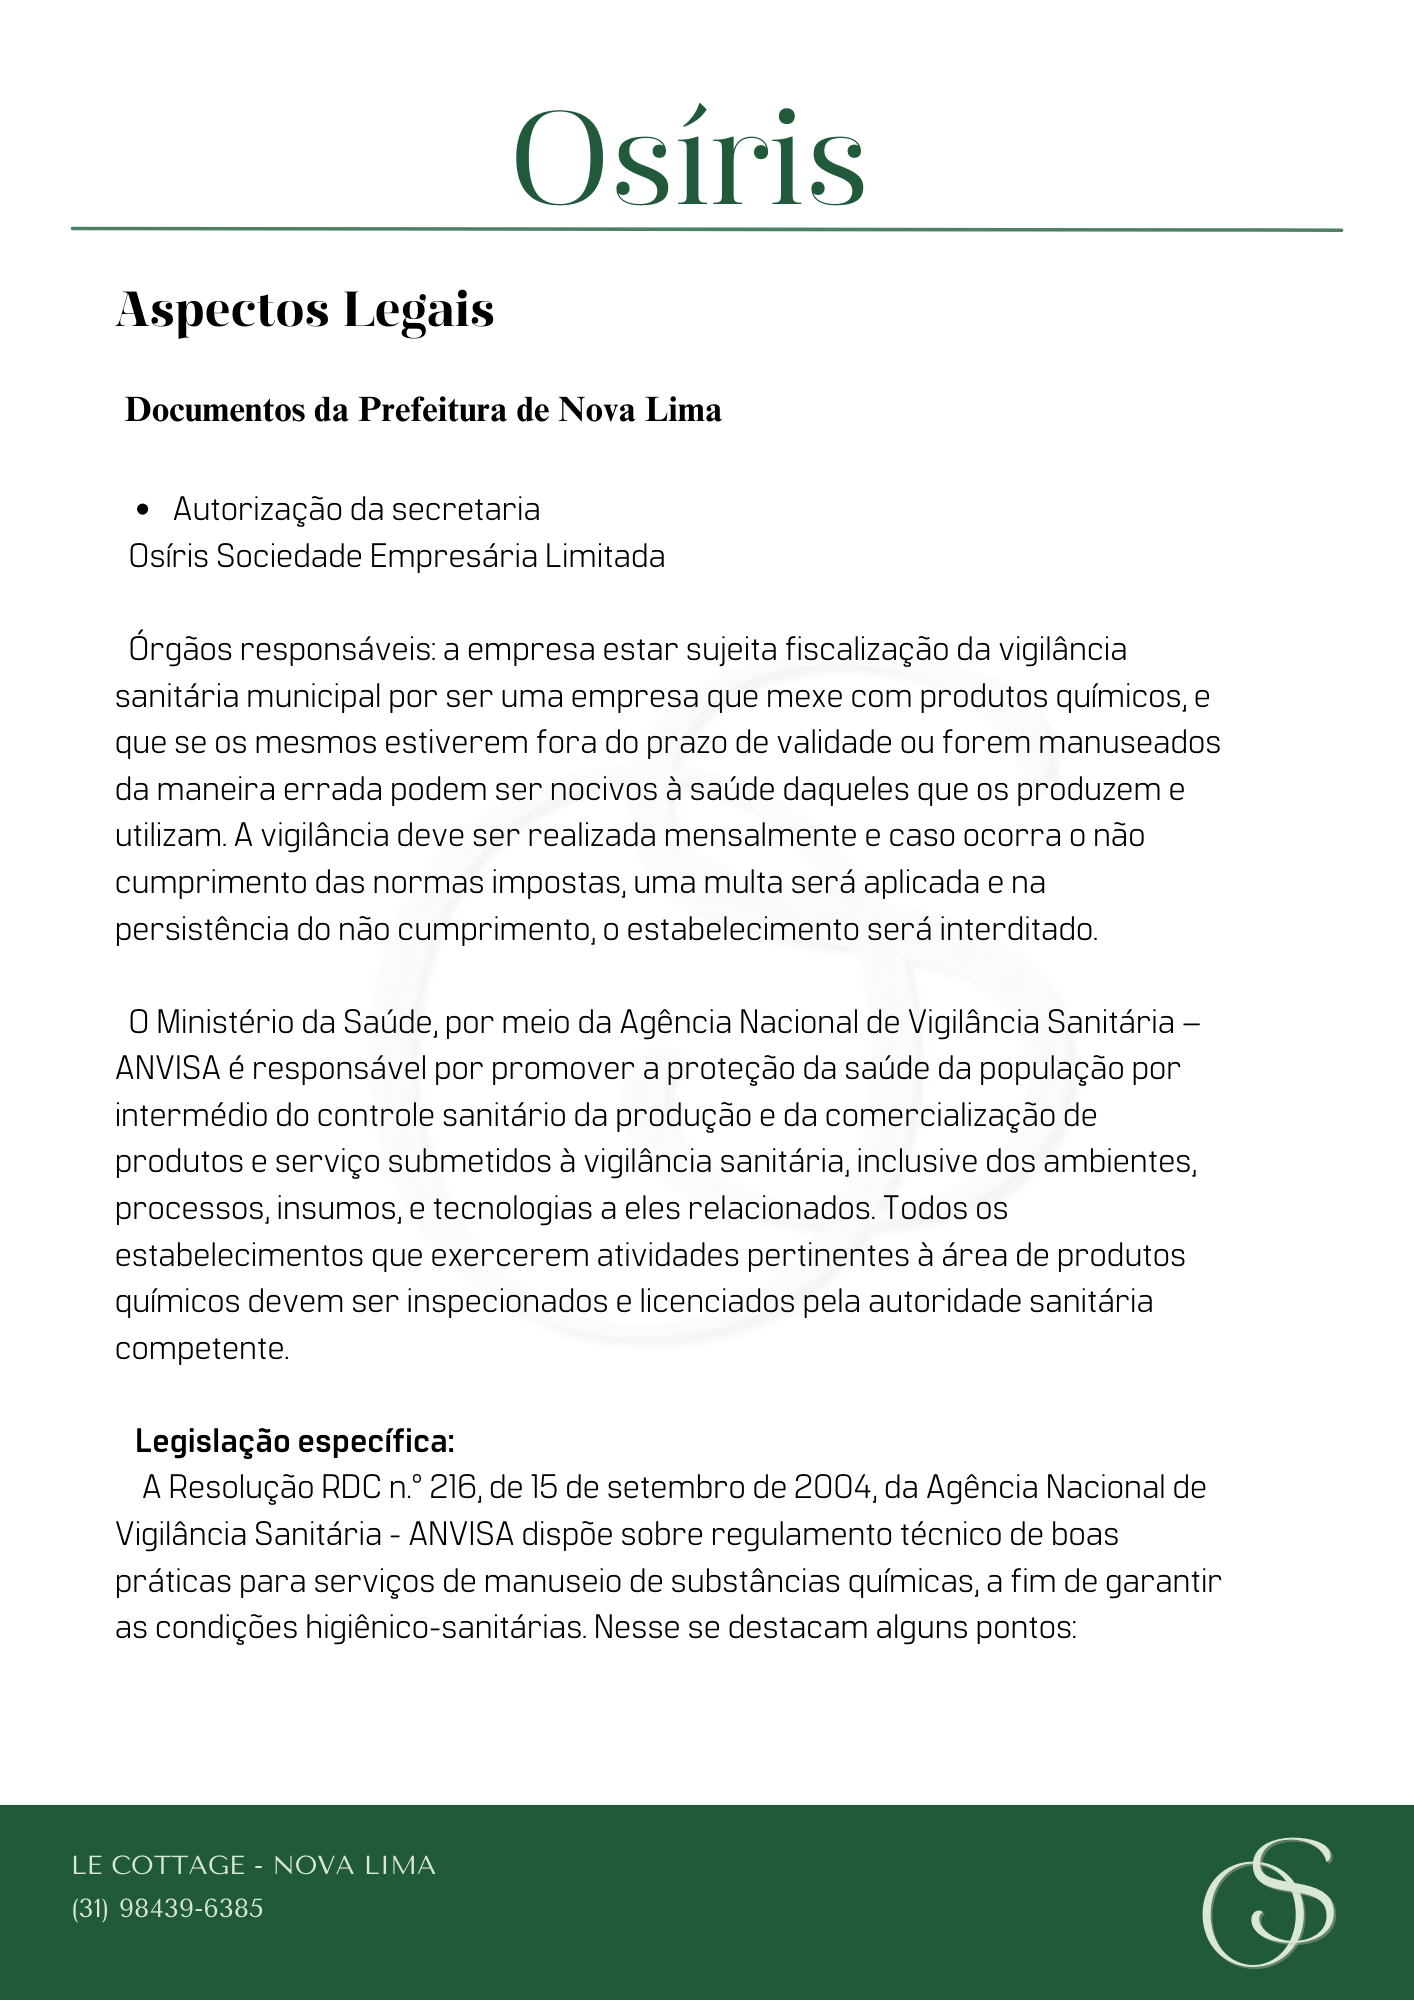 Osíris
Aspectos Legais
Documentos da Prefeitura de Nova Lima
• Autorização da secretaria
Osíris Sociedade Empresária Limitada
Órgãos responsáveis: a empresa estar sujeita fiscalização da vigilância
sanitária municipal por ser uma empresa que mexe com produtos químicos, e
que se os mesmos estiverem fora do prazo de validade ou forem manuseados
da maneira errada podem ser nocivos à saúde daqueles que os produzem e
utilizam. A vigilância deve ser realizada mensalmente e caso ocorra o não
cumprimento das normas impostas, uma multa será aplicada e na
persistência do não cumprimento, o estabelecimento será interditado.
O Ministério da Saúde, por meio da Agência Nacional de Vigilância Sanitária –
ANVISA é responsável por promover a proteção da saúde da população por
intermédio do controle sanitário da produção e da comercialização de
produtos e serviço submetidos à vigilância sanitária, inclusive dos ambientes,
processos, insumos, e tecnologias a eles relacionados. Todos os
estabelecimentos que exercerem atividades pertinentes à área de produtos
químicos devem ser inspecionados e licenciados pela autoridade sanitária
competente.
Legislação específica:
A Resolução RDC n.º 216, de 15 de setembro de 2004, da Agência Nacional de
Vigilância Sanitária - ANVISA dispõe sobre regulamento técnico de boas
práticas para serviços de manuseio de substâncias químicas, a fim de garantir
as condições higiênico-sanitárias. Nesse se destacam alguns pontos:
LE COTTAGE - NOVA LIMA
(31) 98439-6385
OS